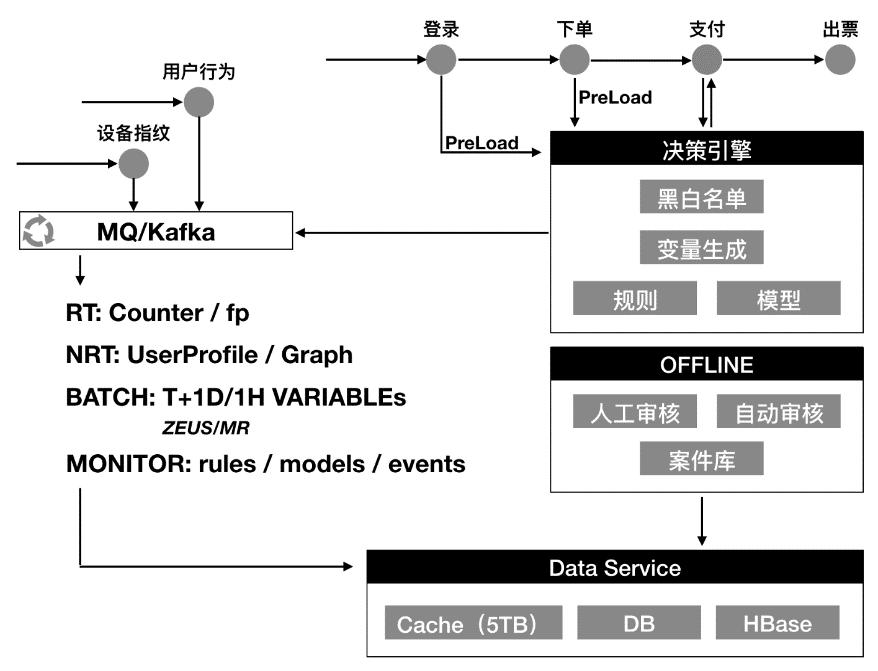 登录
下单
支付
出票
用户行为
设备指纹
PreLoad
PreLoad
决策引擎
黑白名单
变量生成
规则
模型
MQ/Kafka
RT: Counter / fp
NRT: UserProfile / Graph
BATCH: T+1D/1H VARIABLEs
ZEUS/MR
MONITOR: rules / models / events
OFFLINE
人工审核
自动审核
案件库
Data Service
Cache（5TB）
DB
HBase